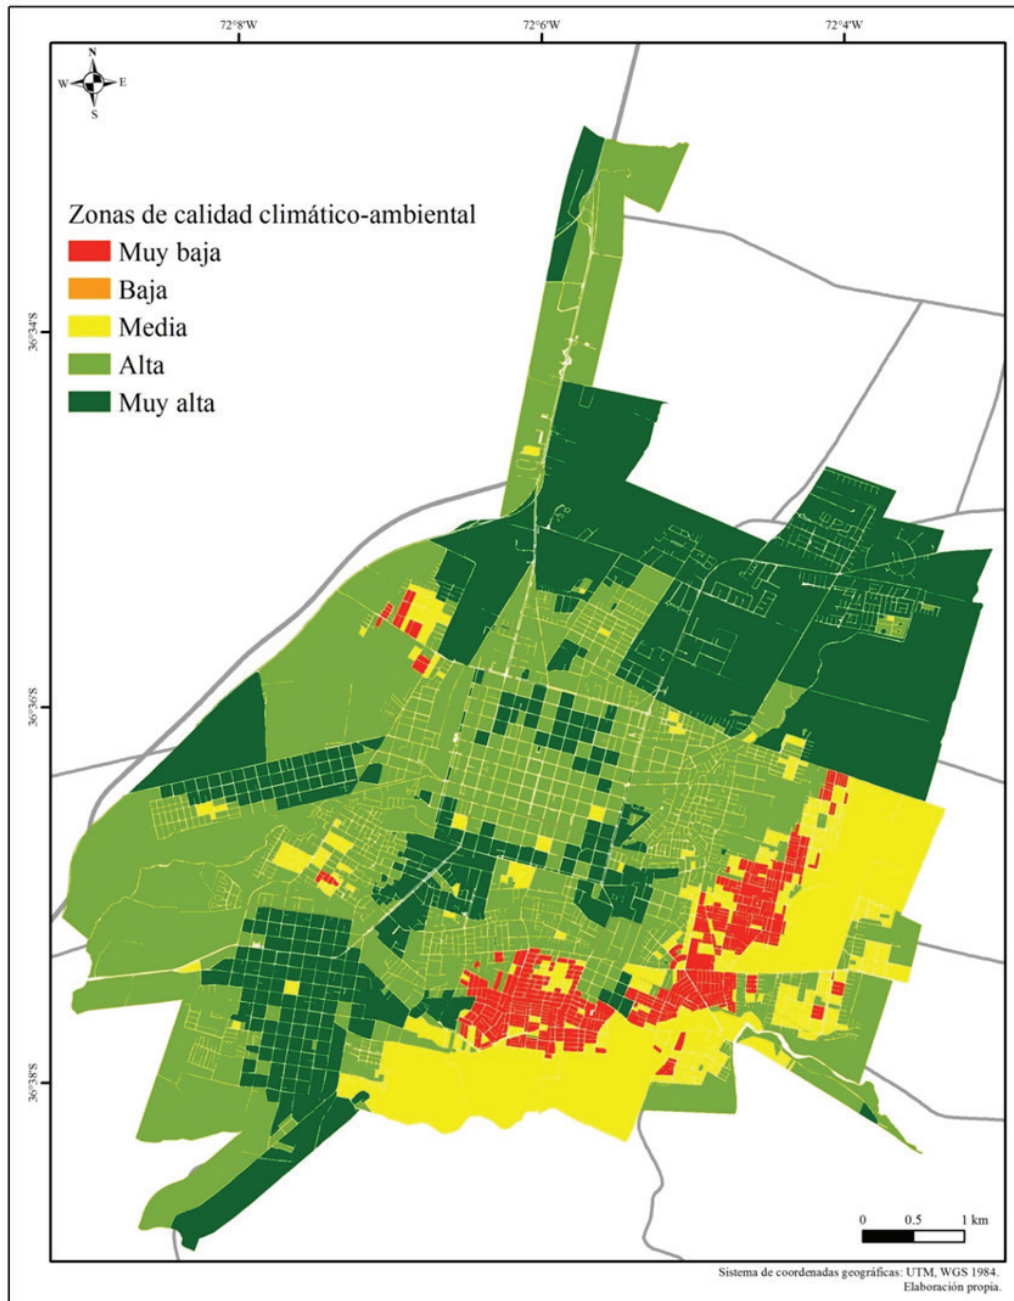 72°8'W 72°6'W 72°4'W
N
W E
S
Zonas de calidad climático-ambiental
Muy baja
Baja
Media
Alta
Muy alta
36°34'S
36°36'S
36°38'S
0 0.5 1 km
Sistema de coordenadas geográficas: UTM, WGS 1984.
Elaboración propia.